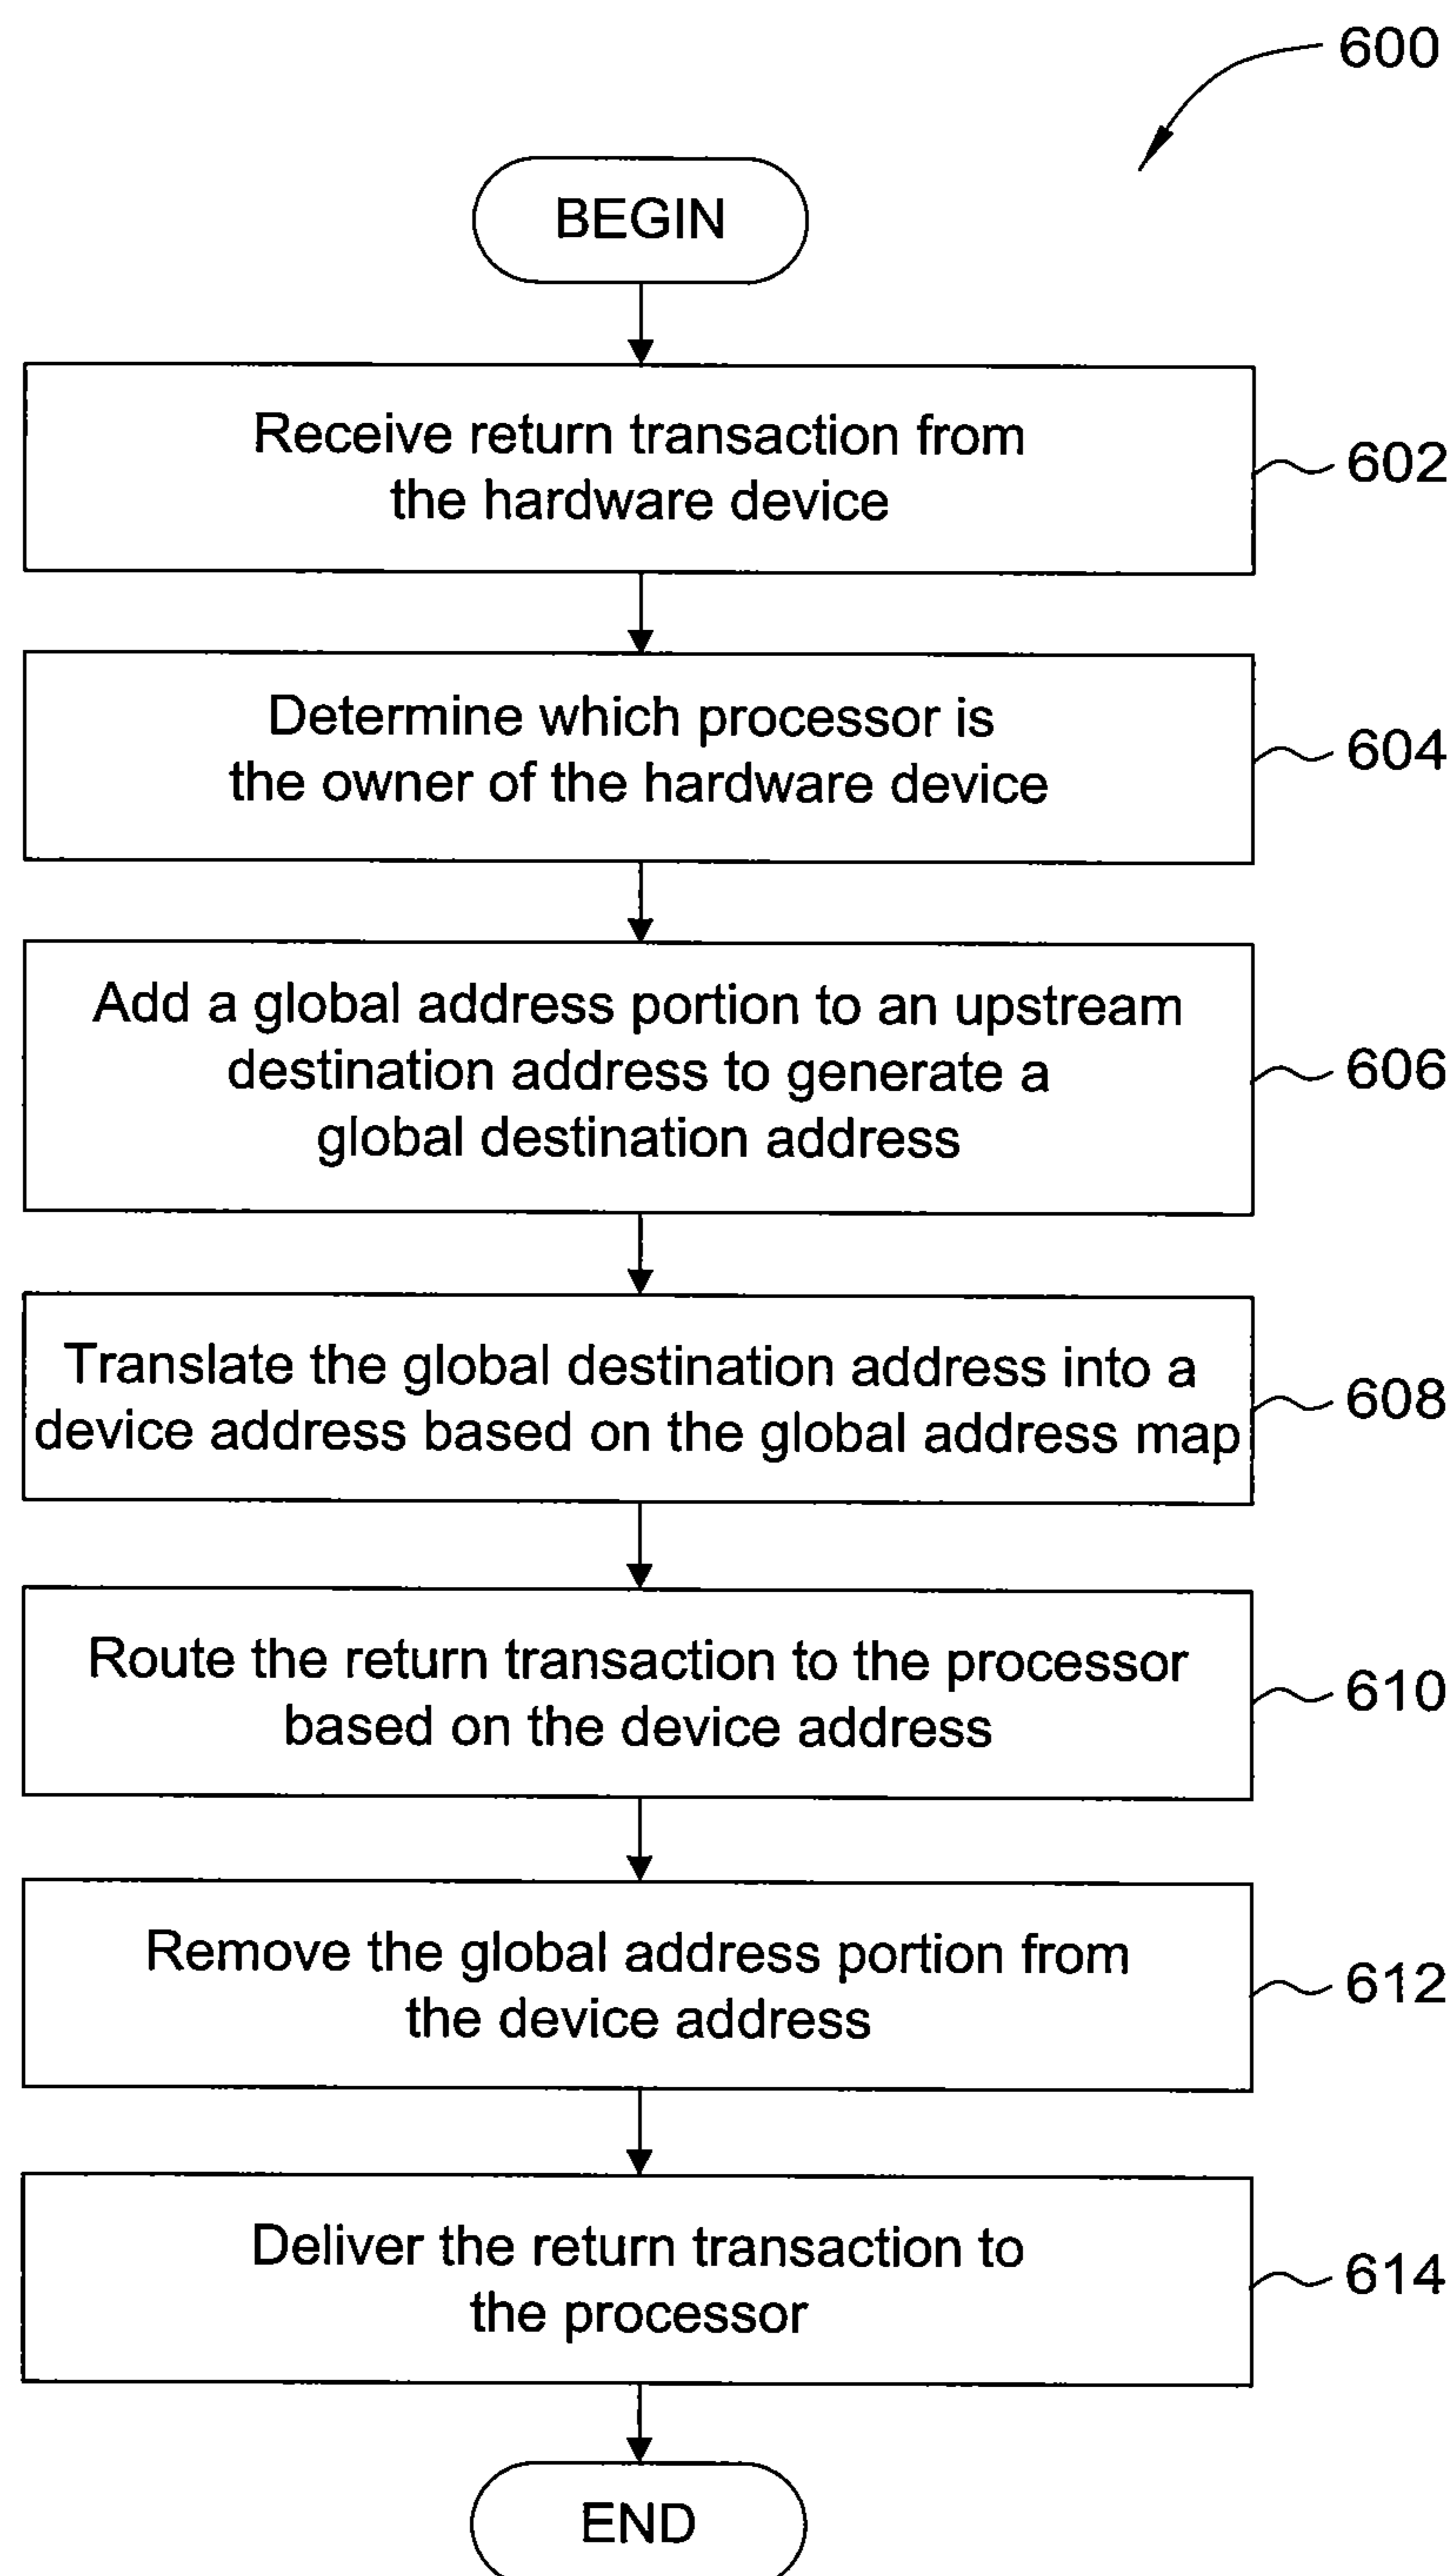 600
BEGIN
Receive return transaction from
the hardware device
602
Determine which processor is
the owner of the hardware device
604
Add a global address portion to an upstream
destination address to generate a
global destination address
606
Translate the global destination address into a
device address based on the global address map
608
Route the return transaction to the processor
based on the device address
610
Remove the global address portion from
the device address
612
Deliver the return transaction to
the processor
614
END